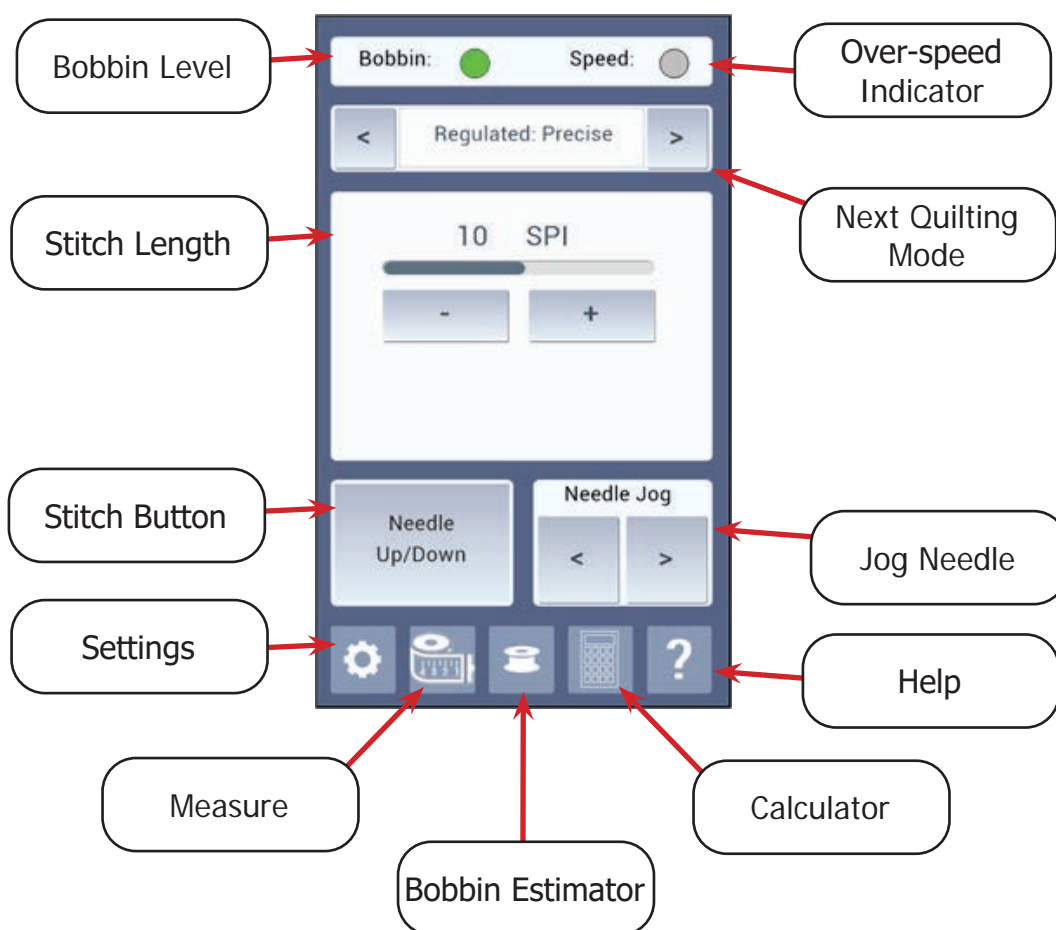 Bobbin Level
Bobbin:
Speed:
Over-speed
Indicator
<
Regulated: Precise
>
Next Quilting
Mode
Stitch Length
10 SPI
-
+
Stitch Button
Needle
Up/Down
Needle Jog
<
>
Jog Needle
Settings
?
Help
Measure
Calculator
Bobbin Estimator